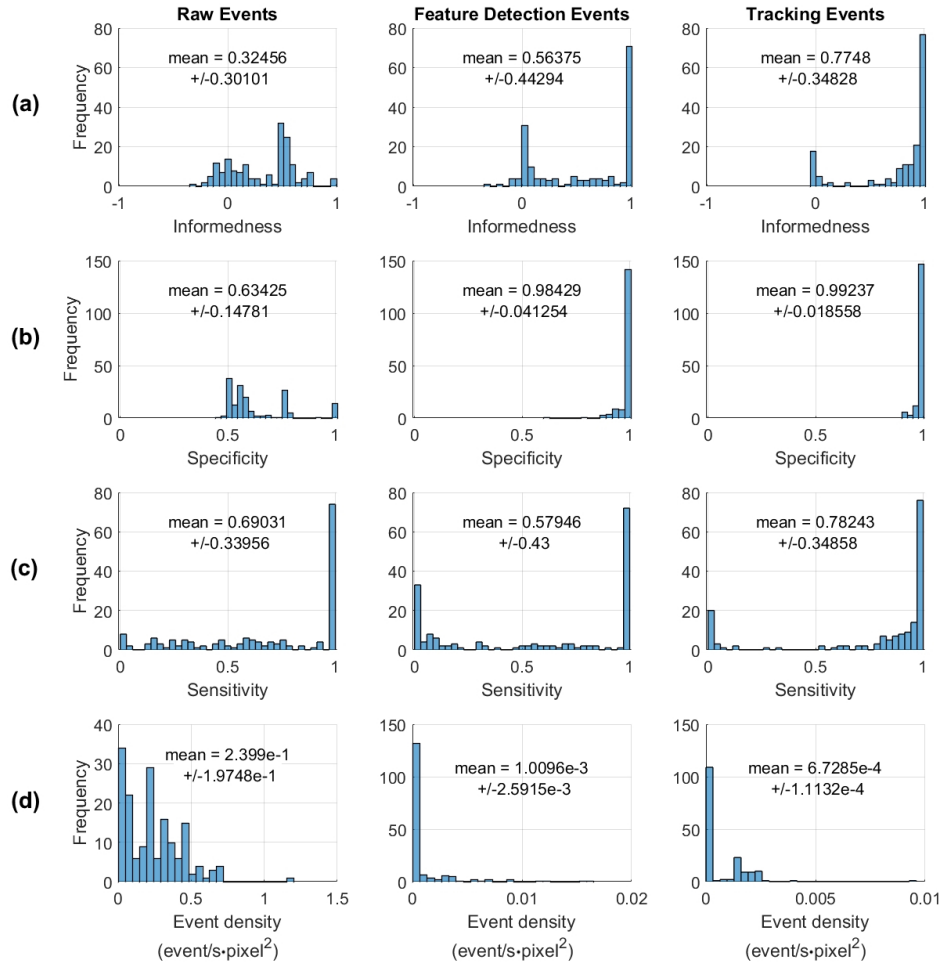 Raw Events
Feature Detection Events
Tracking Events
(a)
Frequency
80
60
40
20
0
mean = 0.32456
+/-0.30101
-1
0
1
Informedness
80
60
40
20
0
mean = 0.56375
+/-0.44294
-1
0
1
Informedness
80
60
40
20
0
mean = 0.7748
+/-0.34828
-1
0
1
Informedness
(b)
Frequency
150
100
50
0
mean = 0.63425
+/-0.14781
0
0.5
1
Specificity
150
100
50
0
mean = 0.98429
+/-0.041254
0
0.5
1
Specificity
150
100
50
0
mean = 0.99237
+/-0.018558
0
0.5
1
Specificity
(c)
Frequency
80
60
40
20
0
mean = 0.69031
+/-0.33956
0
0.5
1
Sensitivity
80
60
40
20
0
mean = 0.57946
+/-0.43
0
0.5
1
Sensitivity
80
60
40
20
0
mean = 0.78243
+/-0.34858
0
0.5
1
Sensitivity
(d)
Frequency
40
30
20
10
0
mean = 2.399e-1
+/-1.9748e-1
0
0.5
1
1.5
Event density
(event/s•pixel²)
150
100
50
0
mean = 1.0096e-3
+/-2.5915e-3
0
0.01
0.02
Event density
(event/s•pixel²)
150
100
50
0
mean = 6.7285e-4
+/-1.1132e-4
0
0.005
0.01
Event density
(event/s•pixel²)